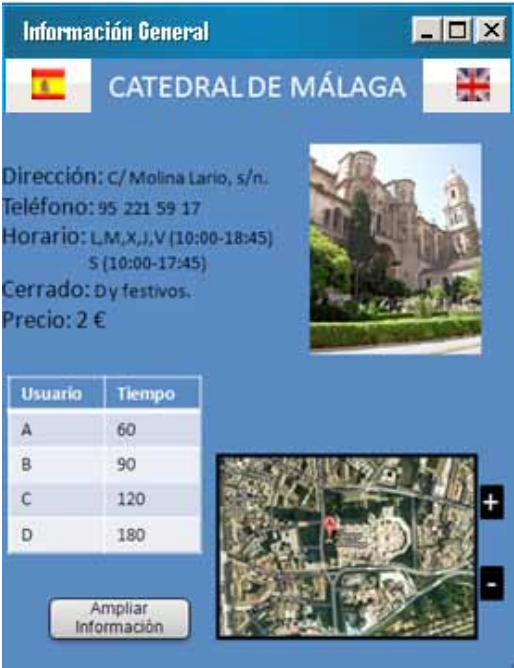 Información General
CATEDRAL DE MÁLAGA
Dirección: C/ Molina Lario, s/n.
Teléfono: 95 221 59 17
Horario: L,M,X,J,V (10:00-18:45)
S (10:00-17:45)
Cerrado: D y festivos.
Precio: 2 €
Usuario Tiempo
A 60
B 90
C 120
D 180
+
-
Ampliar
Información